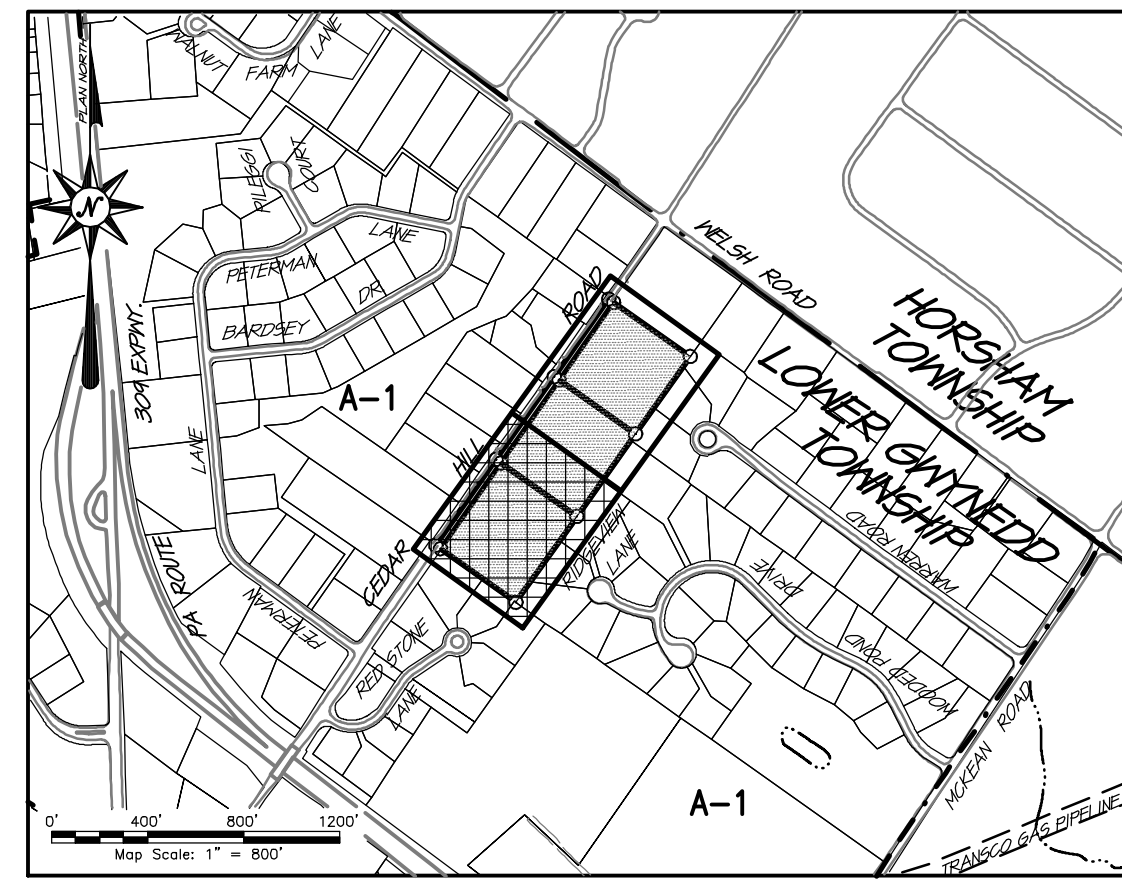 PLAN NORTH
N
WALNUT
FARM
LANE
PILEGGI
COURT
LANE
PETERMAN
DR.
BARDSEY
309 EXPWY.
PA ROUTE
A-1
LANE
PETERMAN
ROAD
HILL
CEDAR
WELSH ROAD
HORSHAM
TOWNSHIP
LOWER GWYNEDD
TOWNSHIP
WARREN ROAD
RIDGEVIEW
LANE
DRIVE
WOODED POND
RED STONE
LANE
MCKEAN ROAD
A-1
TRANSCO GAS PIPELINE
0' 400' 800' 1200'
Map Scale: 1" = 800'